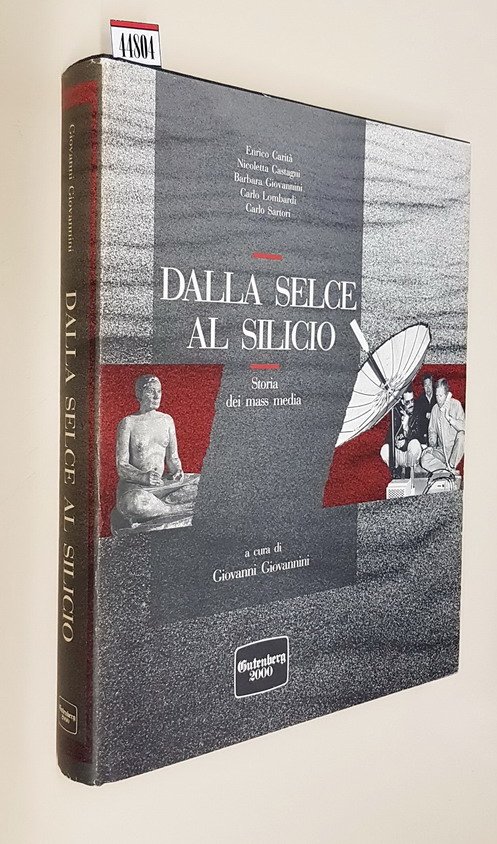 44804
Enrico Carità
Nicoletta Castagni
Barbara Giovannini
Carlo Lombardi
Carlo Sartori
DALLA SELCE
AL SILICIO
Storia
dei mass media
a cura di
Giovanni Giovannini
Gutenberg
2000
Giovanni Giovannini
DALLA SELCE AL SILICIO
Gutenberg
2000